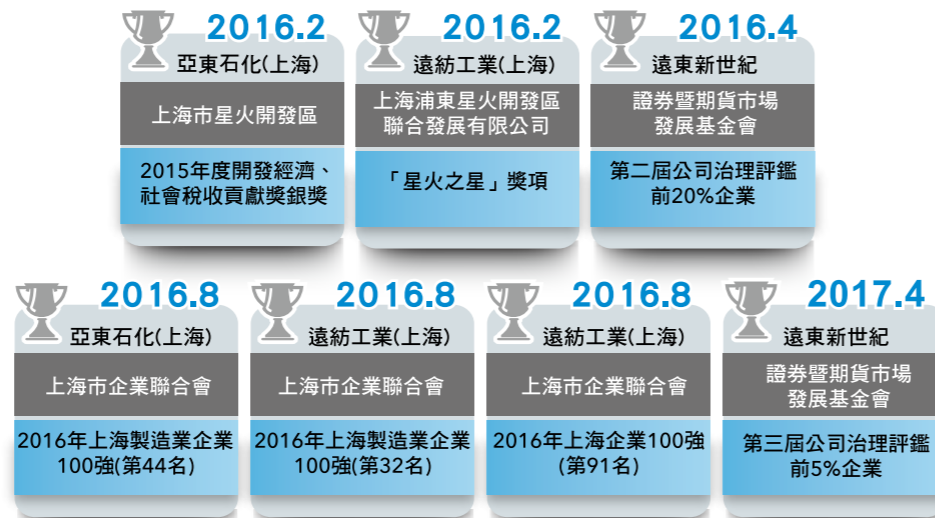 2016.2
亞東石化(上海)
上海市星火開發區
2015年度開發經濟、
社會稅收貢獻獎銀獎
2016.2
遠紡工業(上海)
上海浦東星火開發區
聯合發展有限公司
「星火之星」獎項
2016.4
遠東新世紀
證券暨期貨市場
發展基金會
第二屆公司治理評鑑
前20%企業
2016.8
亞東石化(上海)
上海市企業聯合會
2016年上海製造業企業
100強(第44名)
2016.8
遠紡工業(上海)
上海市企業聯合會
2016年上海製造業企業
100強(第32名)
2016.8
遠紡工業(上海)
上海市企業聯合會
2016年上海企業100強
(第91名)
2017.4
遠東新世紀
證券暨期貨市場
發展基金會
第三屆公司治理評鑑
前5%企業